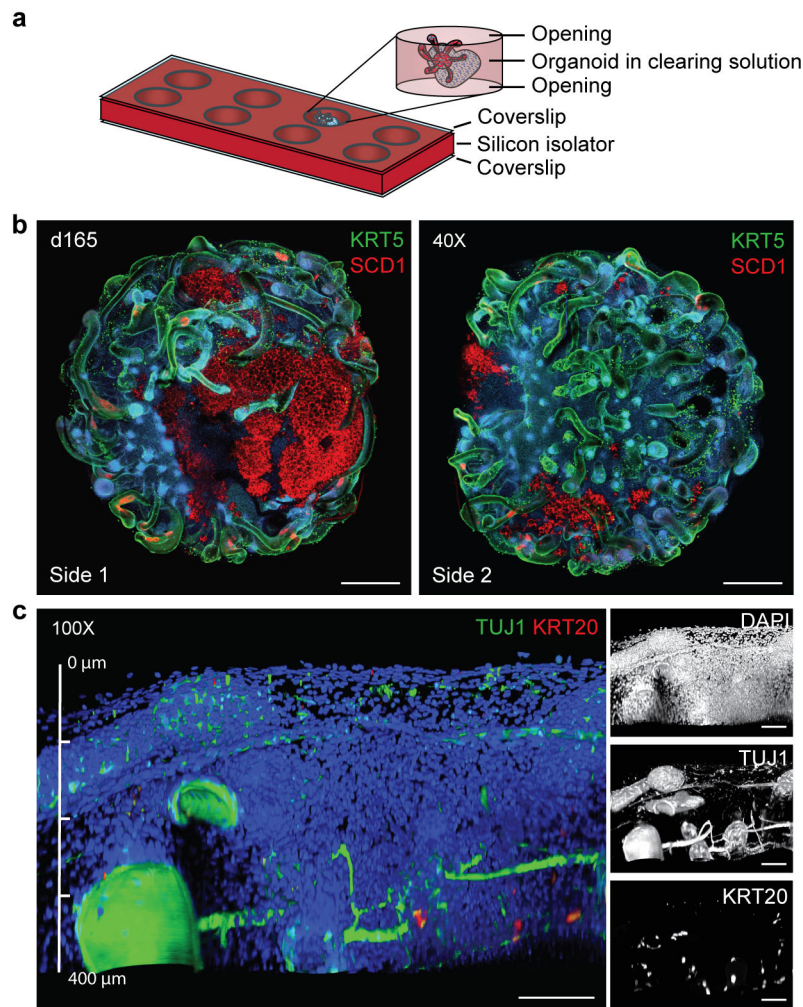 a
Opening
Organoid in clearing solution
Opening
Coverslip
Silicon isolator
Coverslip
b
d165
KRT5
SCD1
Side 1
40X
KRT5
SCD1
Side 2
c
100X
TUJ1 KRT20
0 µm
400 µm
DAPI
TUJ1
KRT20